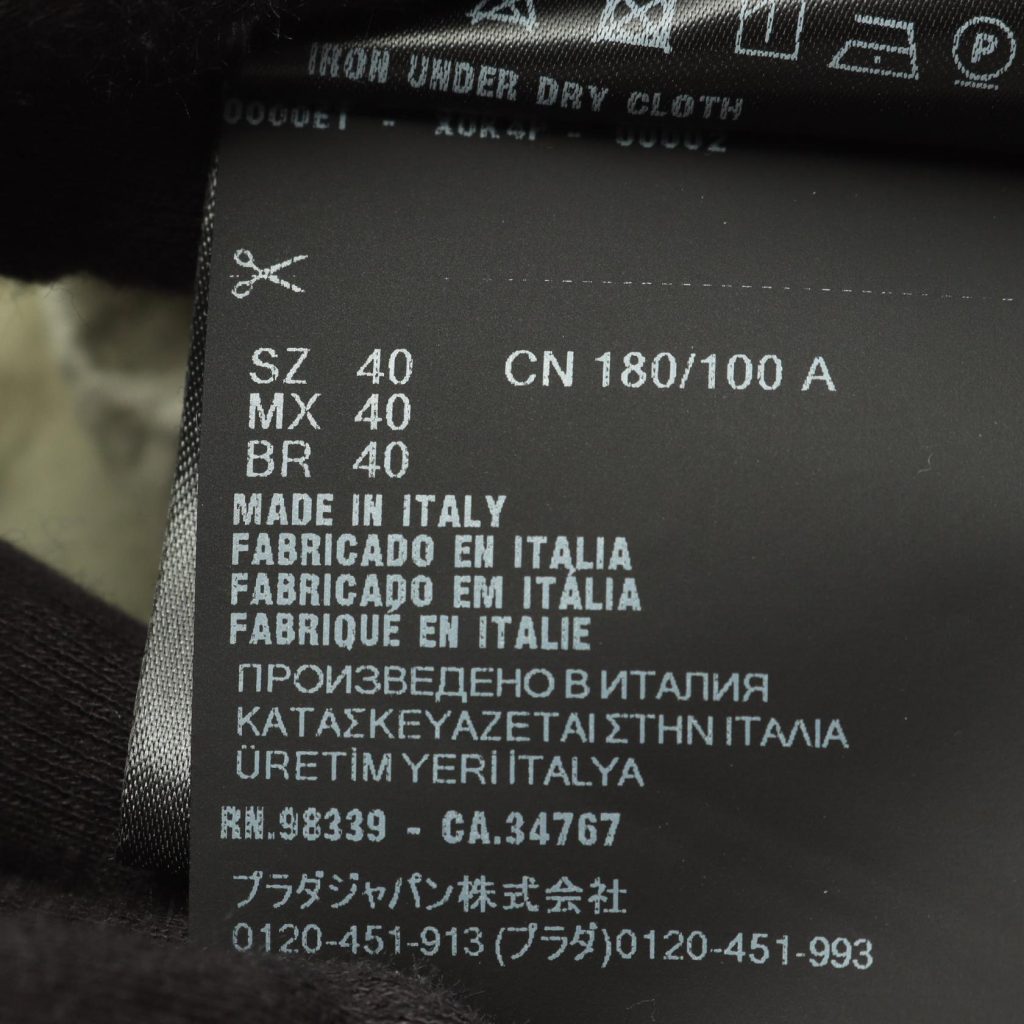 IRON UNDER DRY CLOTH
SZ 40 CN 180/100 A
MX 40
BR 40
MADE IN ITALY
FABRICADO EN ITALIA
FABRICADO EM ITÁLIA
FABRIQUÉ EN ITALIE
ПРОИЗВЕДЕНО В ИТАЛИЯ
ΚΑΤΑΣΚΕΥΑΖΕΤΑΙ ΣΤΗΝ ΙΤΑΛΙΑ
ÜRETİM YERİ İTALYA
RN.98339 - CA.34767
プラダジャパン株式会社
0120-451-913 (プラダ)0120-451-993